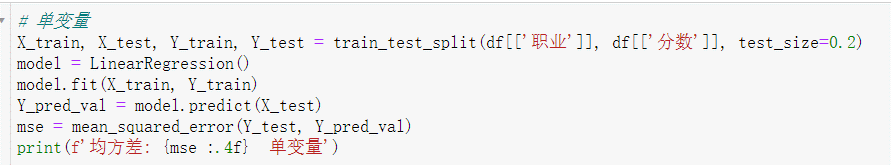 # 单变量
X_train, X_test, Y_train, Y_test = train_test_split(df[['职业']], df[['分数']], test_size=0.2)
model = LinearRegression()
model.fit(X_train, Y_train)
Y_pred_val = model.predict(X_test)
mse = mean_squared_error(Y_test, Y_pred_val)
print(f'均方差: {mse :.4f}  单变量')